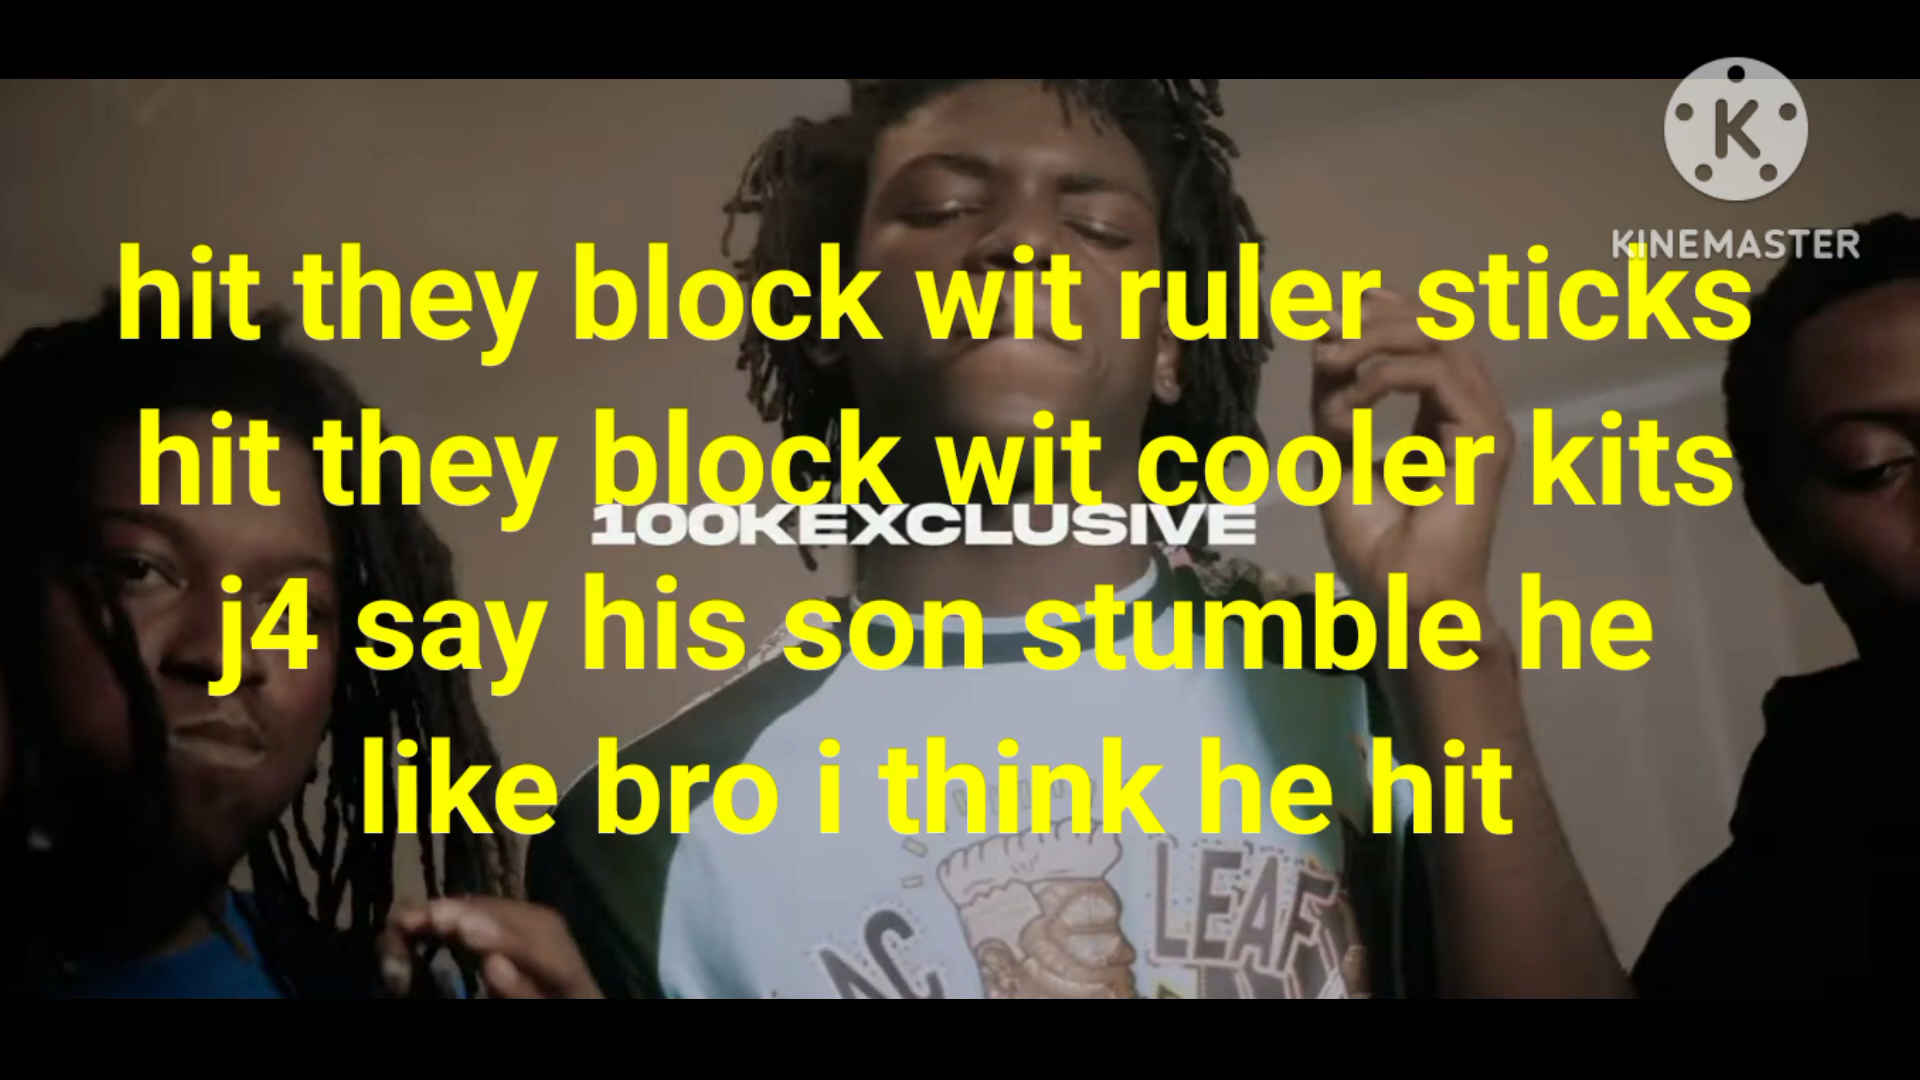 KINEMASTER
hit they block wit ruler sticks
hit they block wit cooler kits
100KEXCLUSIVE
j4 say his son stumble he
like bro i think he hit
LEAF